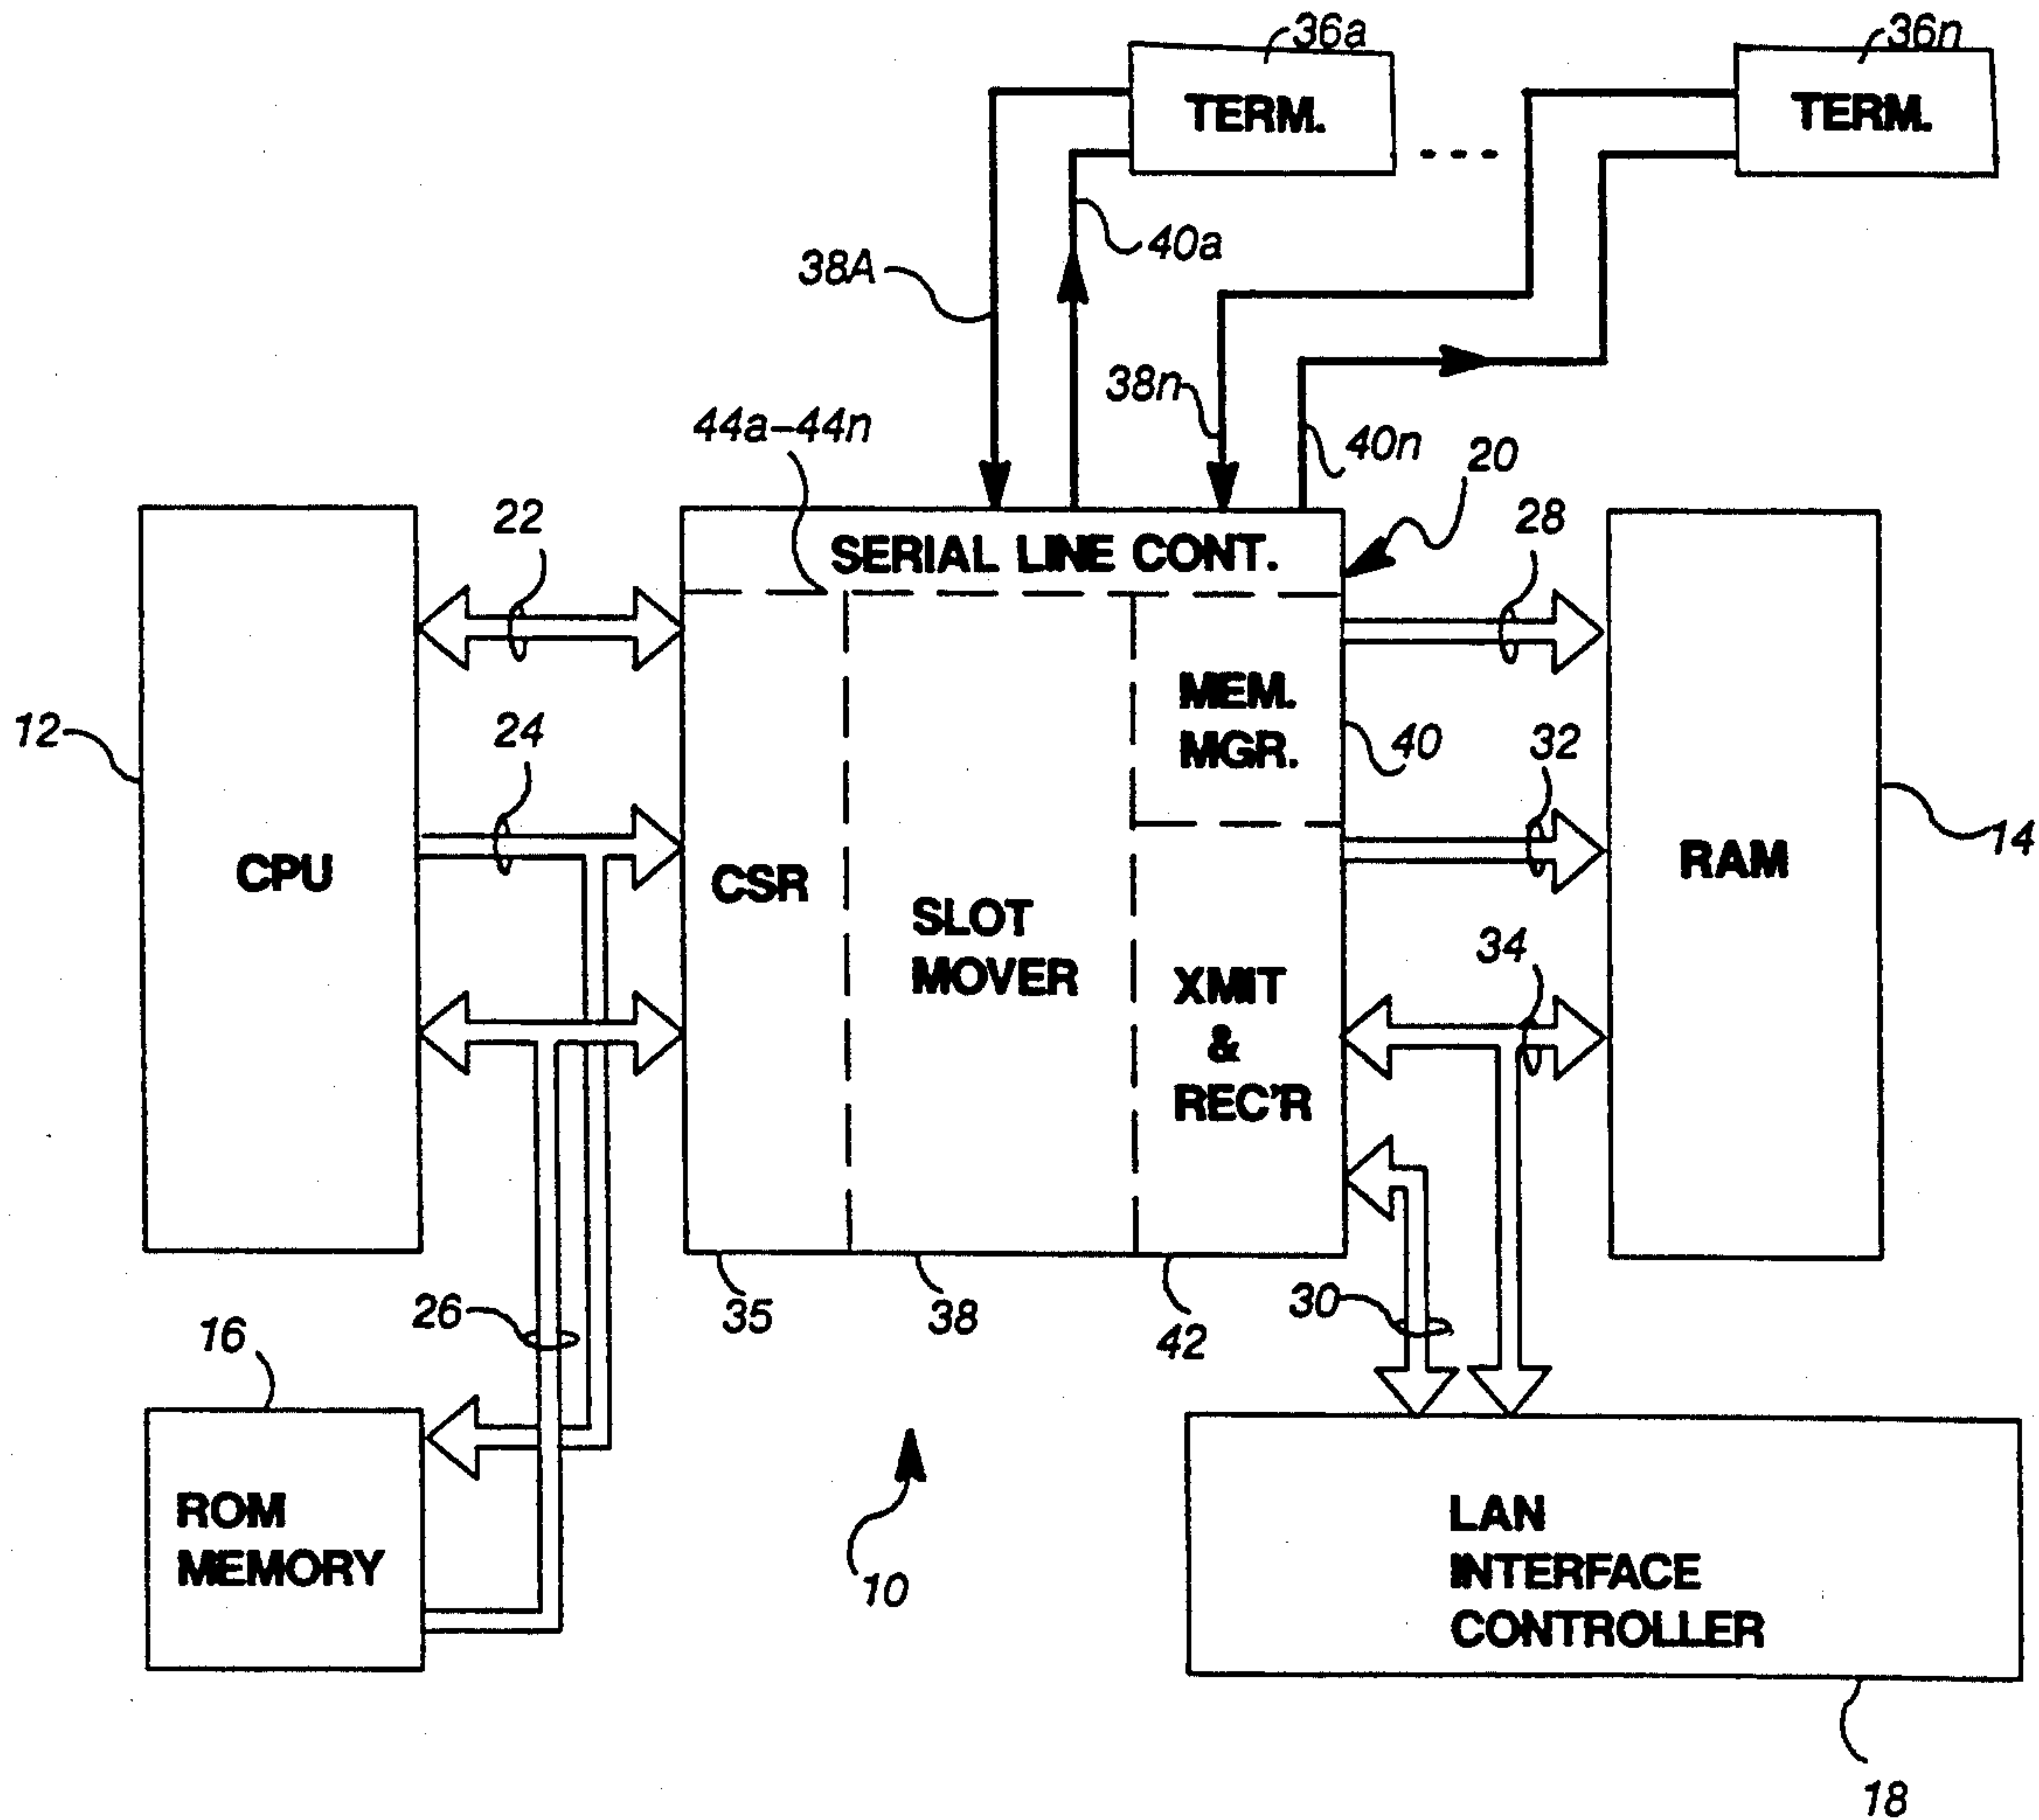 36a
36n
TERM.
TERM.
- - -
40a
38A
38n
44a-44n
40n
20
22
28
SERIAL LINE CONT.
MEM.
MGR.
12
24
40
32
14
CPU
CSR
RAM
SLOT
MOVER
34
XMIT
&
REC'R
26
35
38
42
30
16
ROM
MEMORY
10
LAN
INTERFACE
CONTROLLER
18